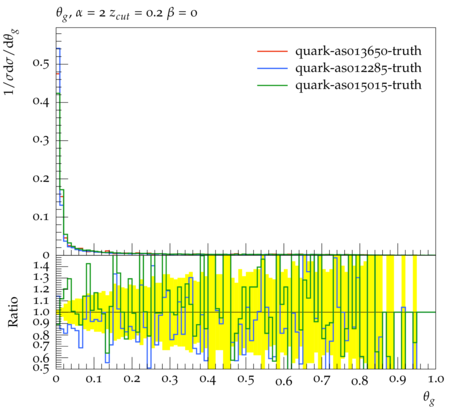 θg, α = 2 zcut = 0.2 β = 0
1/σ dσ/dθg
quark-as013650-truth
quark-as012285-truth
quark-as015015-truth
0.5
0.4
0.3
0.2
0.1
0
Ratio
1.4
1.3
1.2
1.1
1.0
0.9
0.8
0.7
0.6
0.5
0 0.1 0.2 0.3 0.4 0.5 0.6 0.7 0.8 0.9 1.0
θg